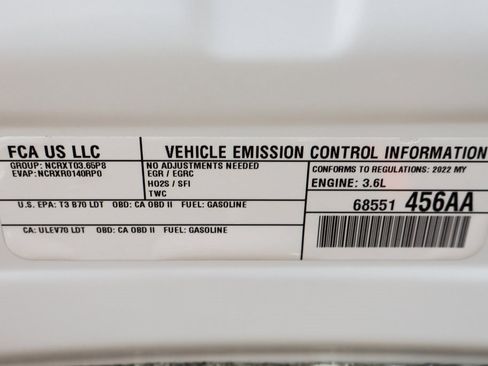 FCA US LLC
GROUP: NCRXT03.65P8
EVAP: NCRXR0140RP0
VEHICLE EMISSION CONTROL INFORMATION
NO ADJUSTMENTS NEEDED
EGR / EGRC
HO2S / SFI
TWC
CONFORMS TO REGULATIONS: 2022 MY
ENGINE: 3.6L
U.S. EPA: T3 B70 LDT OBD: CA OBD II FUEL: GASOLINE
CA: ULEV70 LDT OBD: CA OBD II FUEL: GASOLINE
68551 456AA